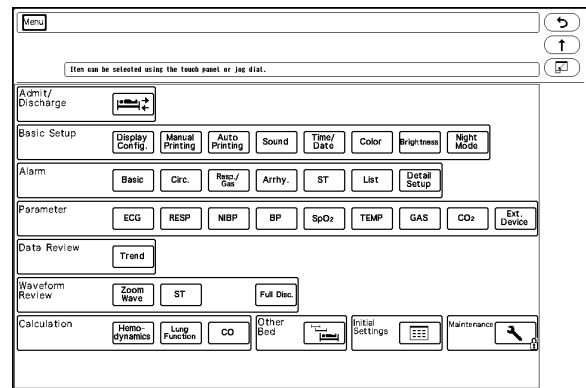 Menu
Item can be selected using the touch panel or jog dial.
Admit/
Discharge
Basic Setup
Display
Config.
Manual
Printing
Auto
Printing
Sound
Time/
Date
Color
Brightness
Night
Mode
Alarm
Basic
Circ.
Resp./
Gas
Arrhy.
ST
List
Detail
Setup
Parameter
ECG
RESP
NIBP
BP
SpO₂
TEMP
GAS
CO₂
Ext.
Device
Data Review
Trend
Waveform
Review
Zoom
Wave
ST
Full Disc.
Calculation
Hemo-
dynamics
Lung
Function
CO
Other
Bed
Initial
Settings
Maintenance